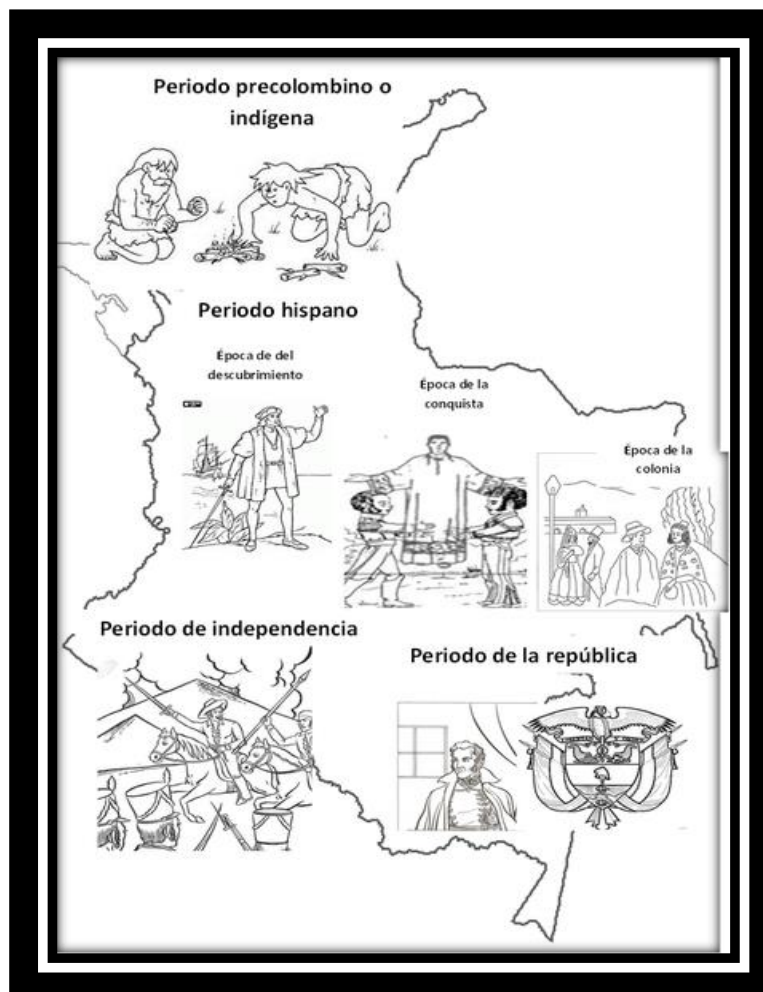 Periodo precolombino o
indígena
Periodo hispano
Época de del
descubrimiento
Época de la
conquista
Época de la
colonia
Periodo de independencia
Periodo de la república